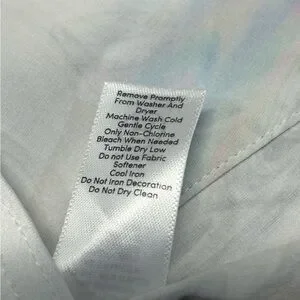 Remove Promptly
From Washer And
Dryer
Machine Wash Cold
Gentle Cycle
Only Non-Chlorine
Bleach When Needed
Tumble Dry Low
Do not Use Fabric
Softener
Cool Iron
Do Not Iron Decoration
Do Not Dry Clean